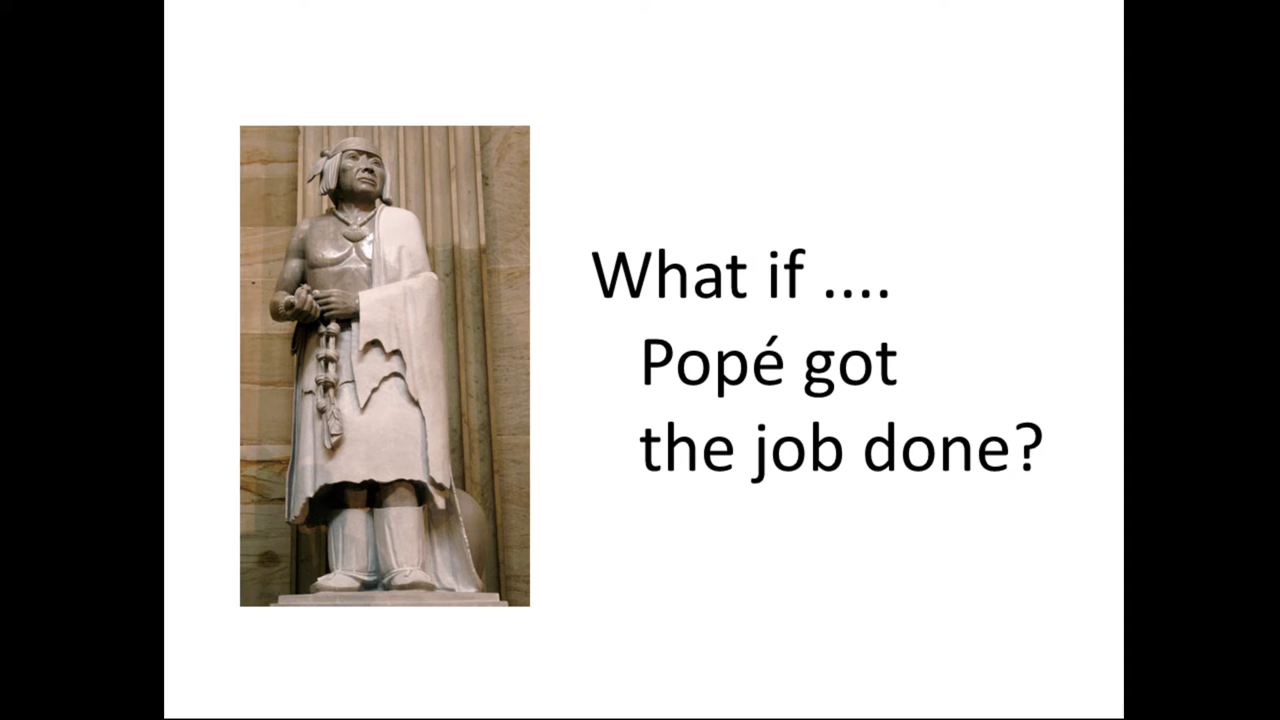 What if ....
Popé got
the job done?